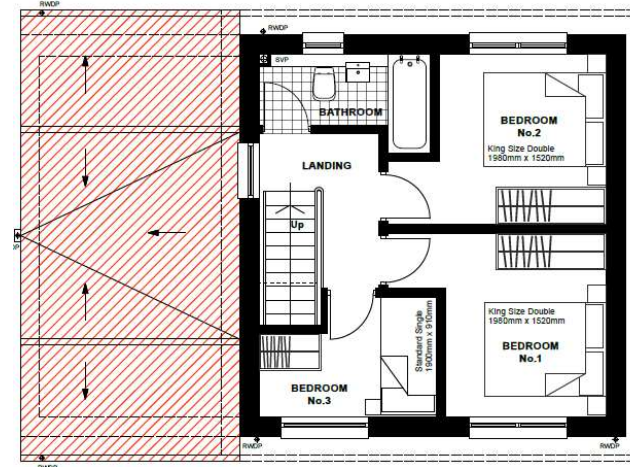 RWDP
RWDP
SVP
BATHROOM
BEDROOM
No.2
King Size Double
1980mm x 1520mm
LANDING
Up
King Size Double
1980mm x 1520mm
BEDROOM
No.1
Standard Single
1900mm x 910mm
BEDROOM
No.3
RWDP
RWDP
RWDP